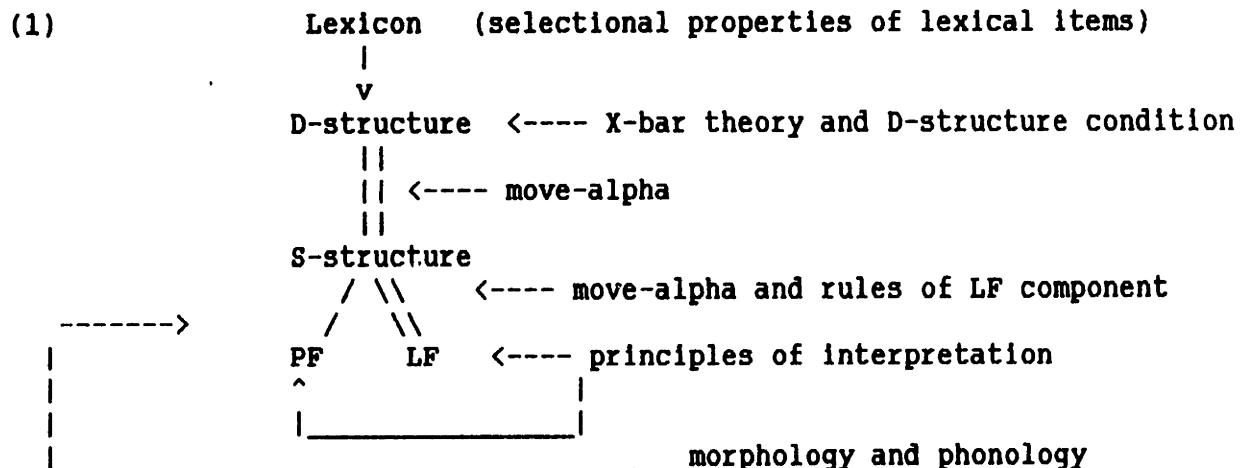 (1) Lexicon (selectional properties of lexical items)
D-structure <---- X-bar theory and D-structure condition
<---- move-alpha
S-structure
<---- move-alpha and rules of LF component
------->
PF LF <---- principles of interpretation
morphology and phonology